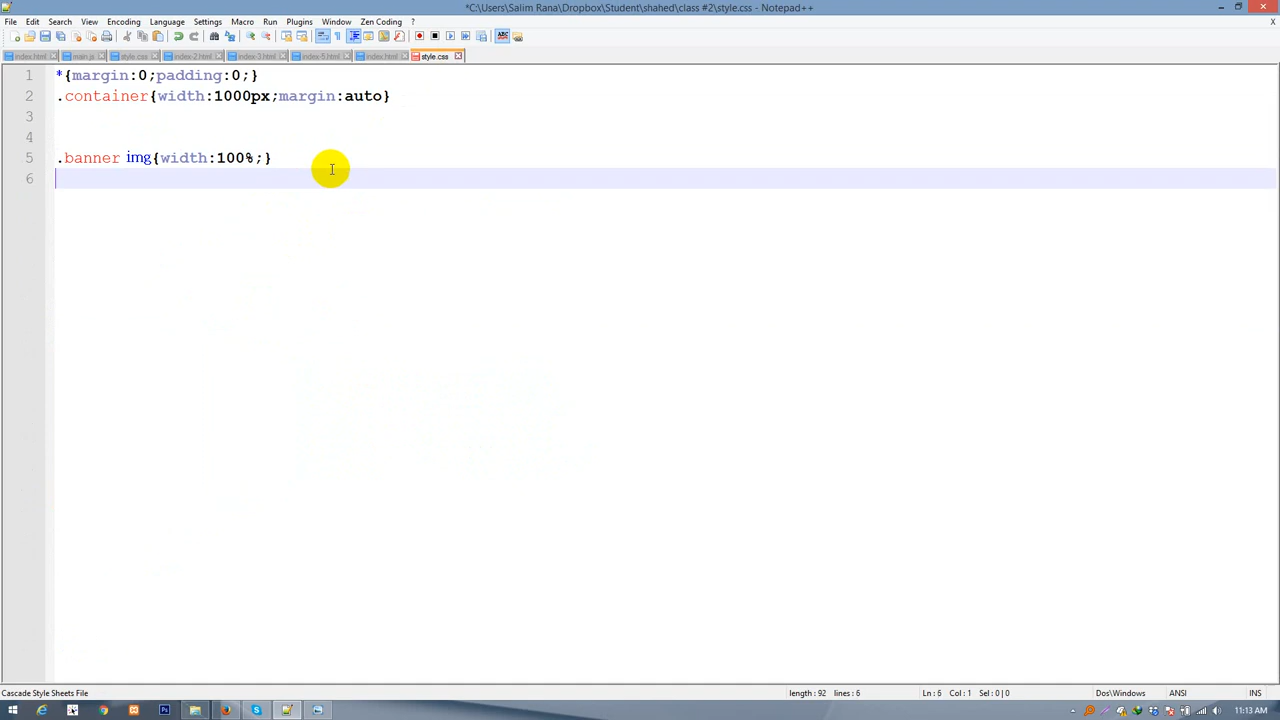 *C:\Users\Salim Rana\Dropbox\Student\shahed\class #2\style.css - Notepad++
File Edit Search View Encoding Language Settings Macro Run Plugins Window Zen Coding ? X
index.html main.js style.css index-2.html index-3.html index-5.html index.html style.css
1 *{margin:0;padding:0;}
2 .container{width:1000px;margin:auto}
3
4
5 .banner img{width:100%;}
6
Cascade Style Sheets File length : 92 lines : 6 Ln : 6 Col : 1 Sel : 0 | 0 Dos\Windows ANSI INS
11:13 AM